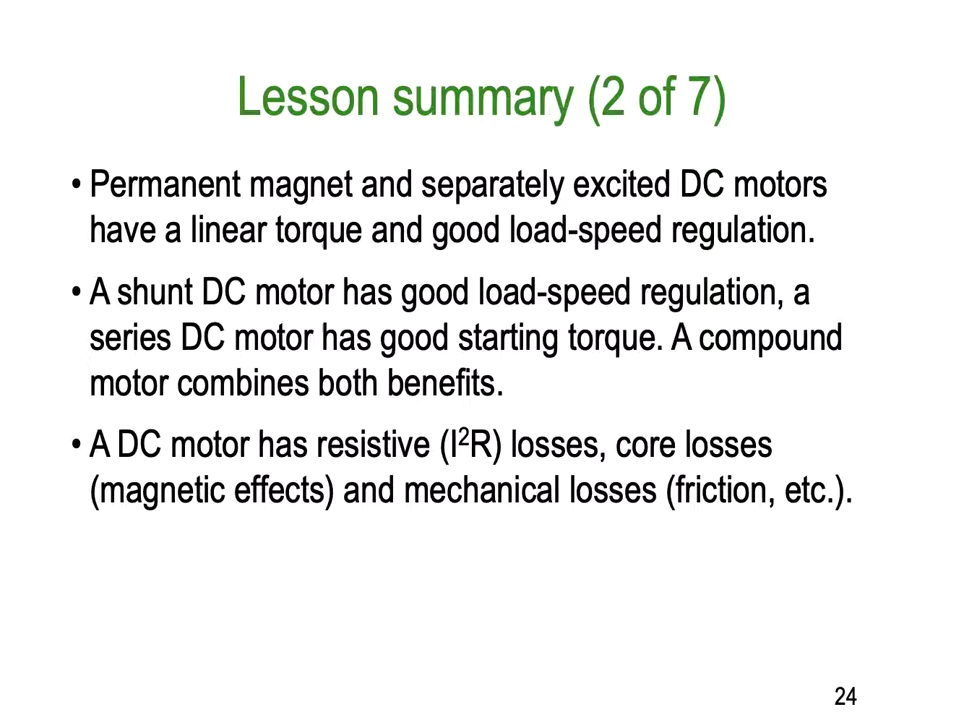 Lesson summary (2 of 7)
• Permanent magnet and separately excited DC motors
have a linear torque and good load-speed regulation.
• A shunt DC motor has good load-speed regulation, a
series DC motor has good starting torque. A compound
motor combines both benefits.
• A DC motor has resistive (I²R) losses, core losses
(magnetic effects) and mechanical losses (friction, etc.).
24